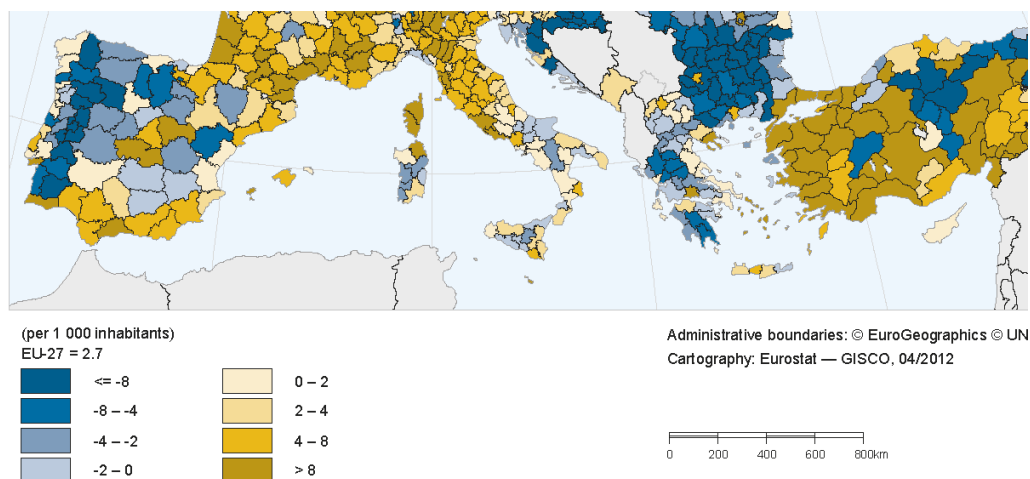 (per 1 000 inhabitants)
EU-27 = 2.7
<= -8
-8 – -4
-4 – -2
-2 – 0
0 – 2
2 – 4
4 – 8
> 8
Administrative boundaries: © EuroGeographics © UN
Cartography: Eurostat — GISCO, 04/2012
0 200 400 600 800km